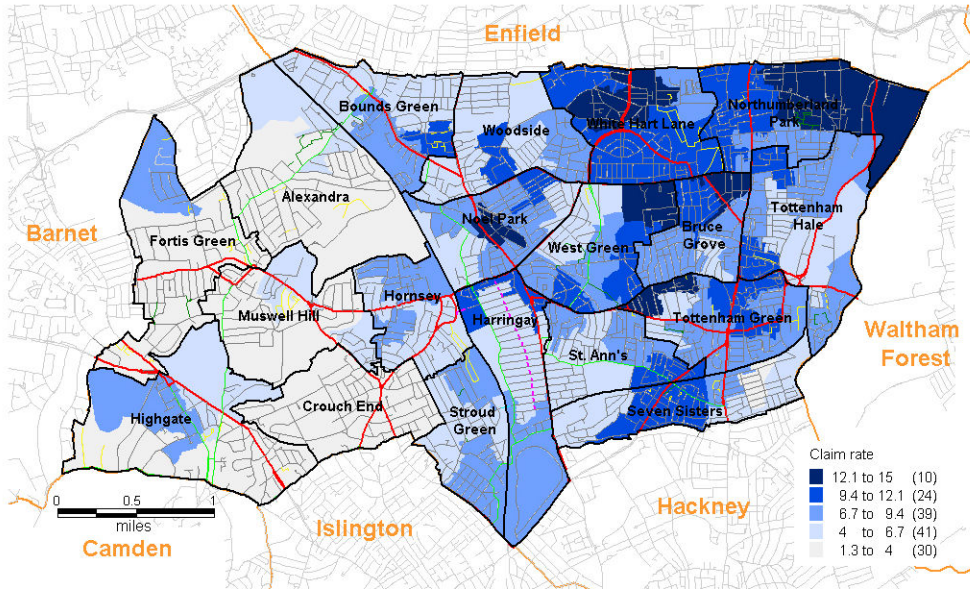 Enfield
Bounds Green
Woodside
White Hart Lane
Northumberland
Park
Alexandra
Barnet
Fortis Green
Noel Park
West Green
Bruce
Grove
Tottenham
Hale
Muswell Hill
Hornsey
Harringay
Tottenham Green
Waltham
Forest
St. Ann's
Highgate
Crouch End
Stroud
Green
Seven Sisters
Claim rate
12.1 to 15 (10)
9.4 to 12.1 (24)
6.7 to 9.4 (39)
4 to 6.7 (41)
1.3 to 4 (30)
0 0.5 1
miles
Hackney
Islington
Camden